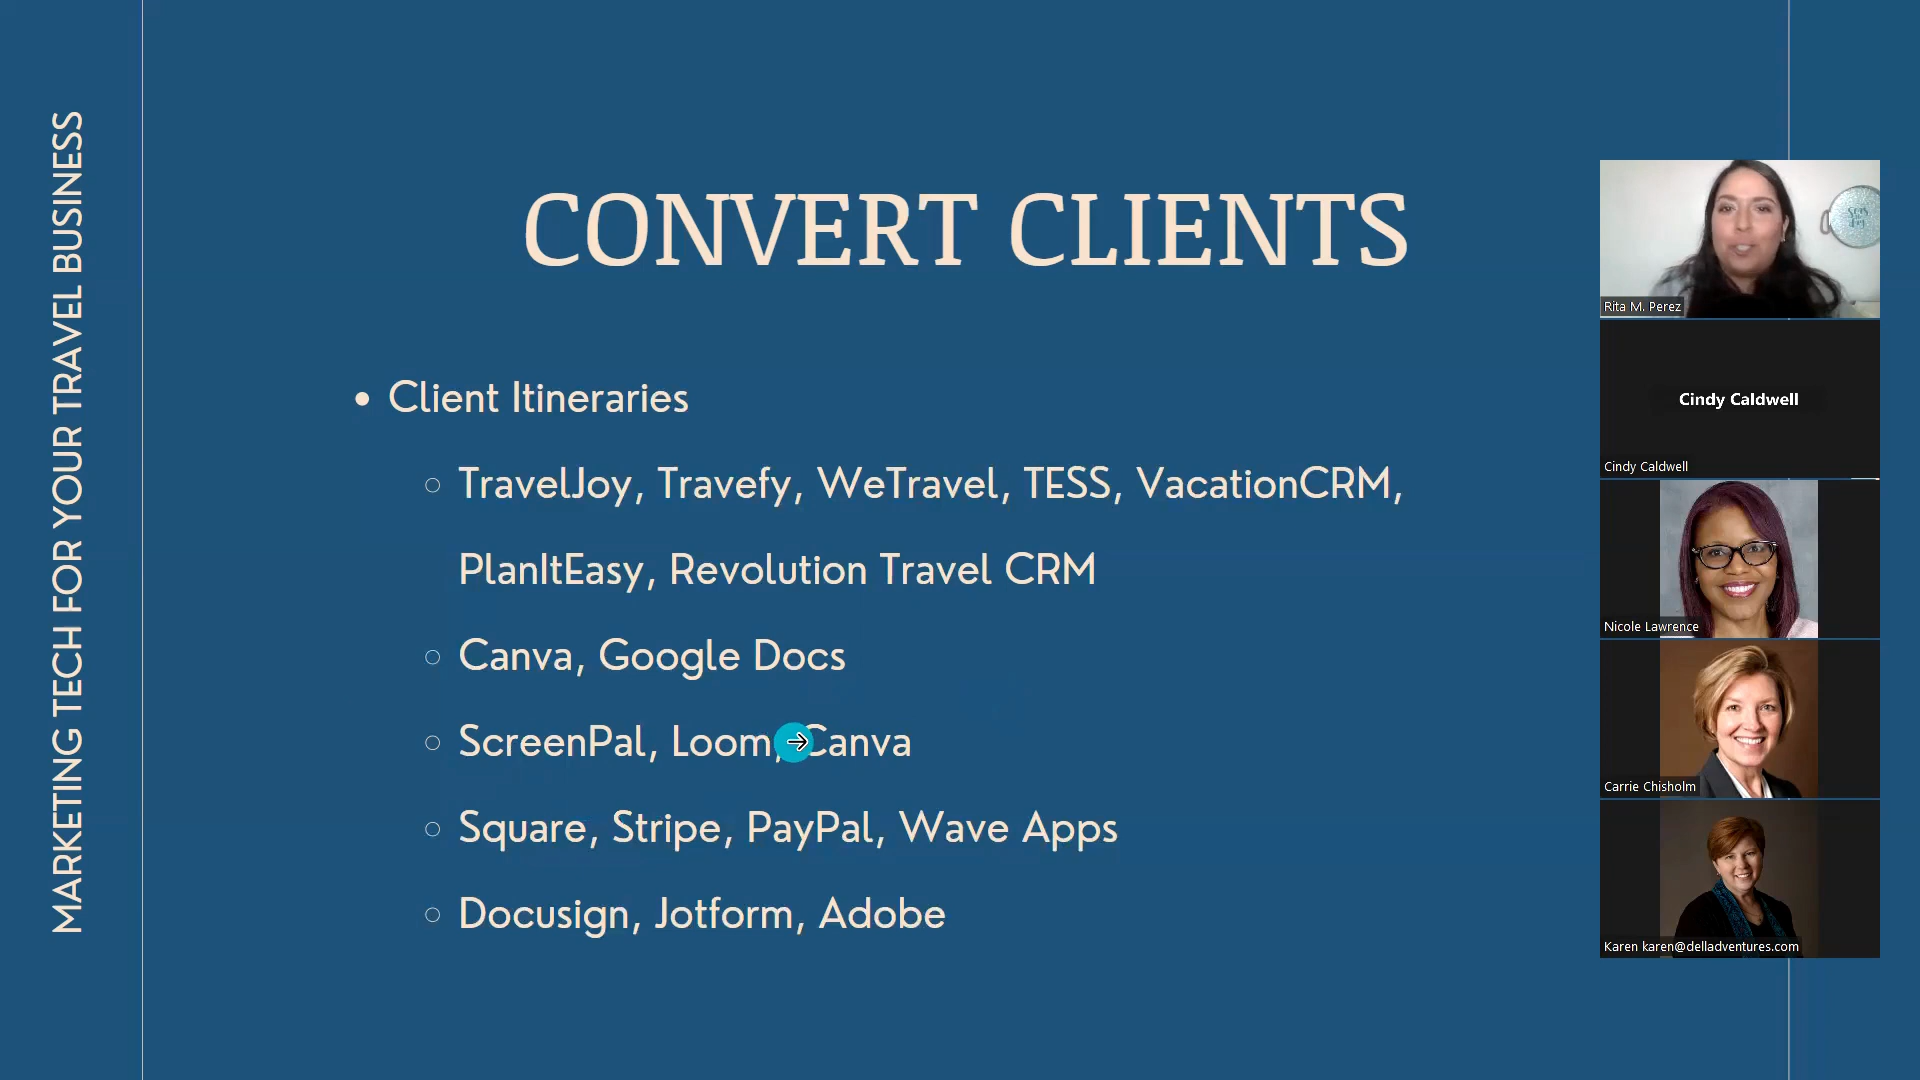 MARKETING TECH FOR YOUR TRAVEL BUSINESS
CONVERT CLIENTS
Client Itineraries
TravelJoy, Travefy, WeTravel, TESS, VacationCRM,
PlanItEasy, Revolution Travel CRM
Canva, Google Docs
ScreenPal, Loom, Canva
Square, Stripe, PayPal, Wave Apps
Docusign, Jotform, Adobe
Rita M. Perez
Cindy Caldwell
Cindy Caldwell
Nicole Lawrence
Carrie Chisholm
Karen karen@delladventures.com